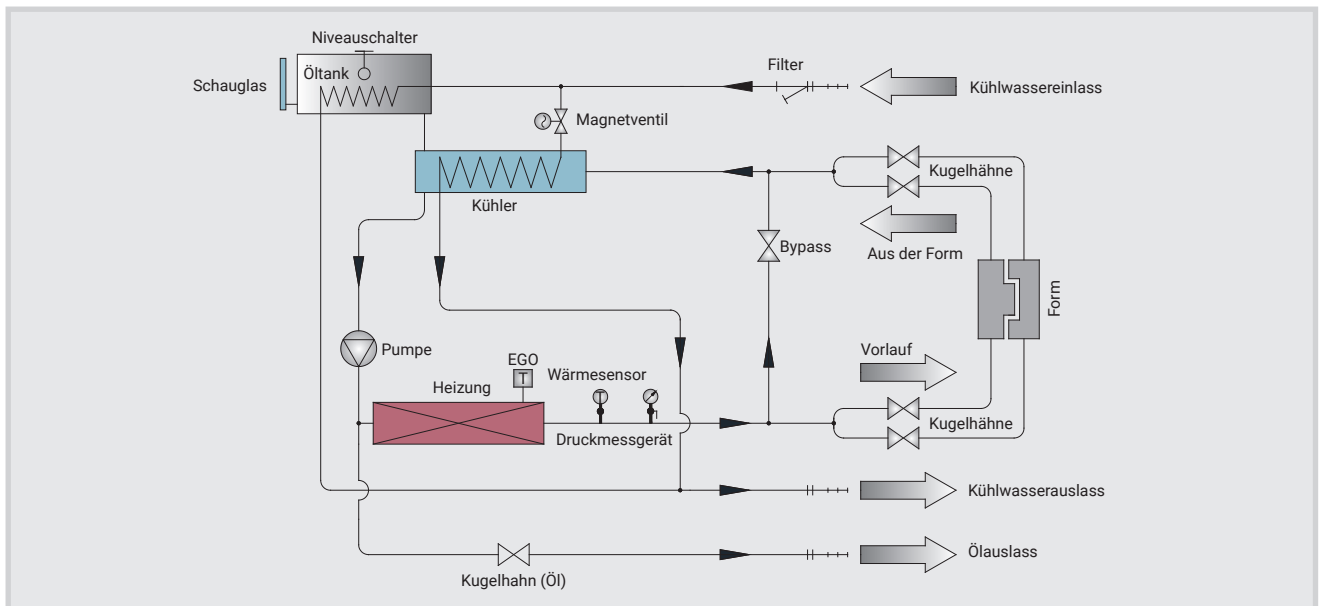 Niveauschalter
Öltank
Schauglas
Filter
Kühlwassereinlass
Magnetventil
Kugelhähne
Kühler
Bypass
Aus der Form
Form
Pumpe
EGO
T
Heizung
Wärmesensor
T
Vorlauf
Druckmessgerät
Kugelhähne
Kühlwasserauslass
Ölauslass
Kugelhahn (Öl)